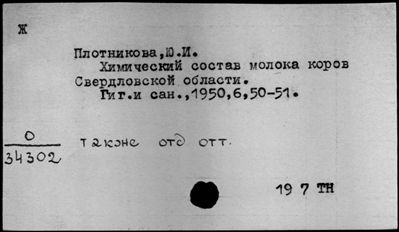 Ж
Плотникова,Ю.И.
Химический состав молока коров
Свердловской области.
Гиг.и сан.,1950,6,50-51.
0
34302
также отд отт.
19 7 ТН